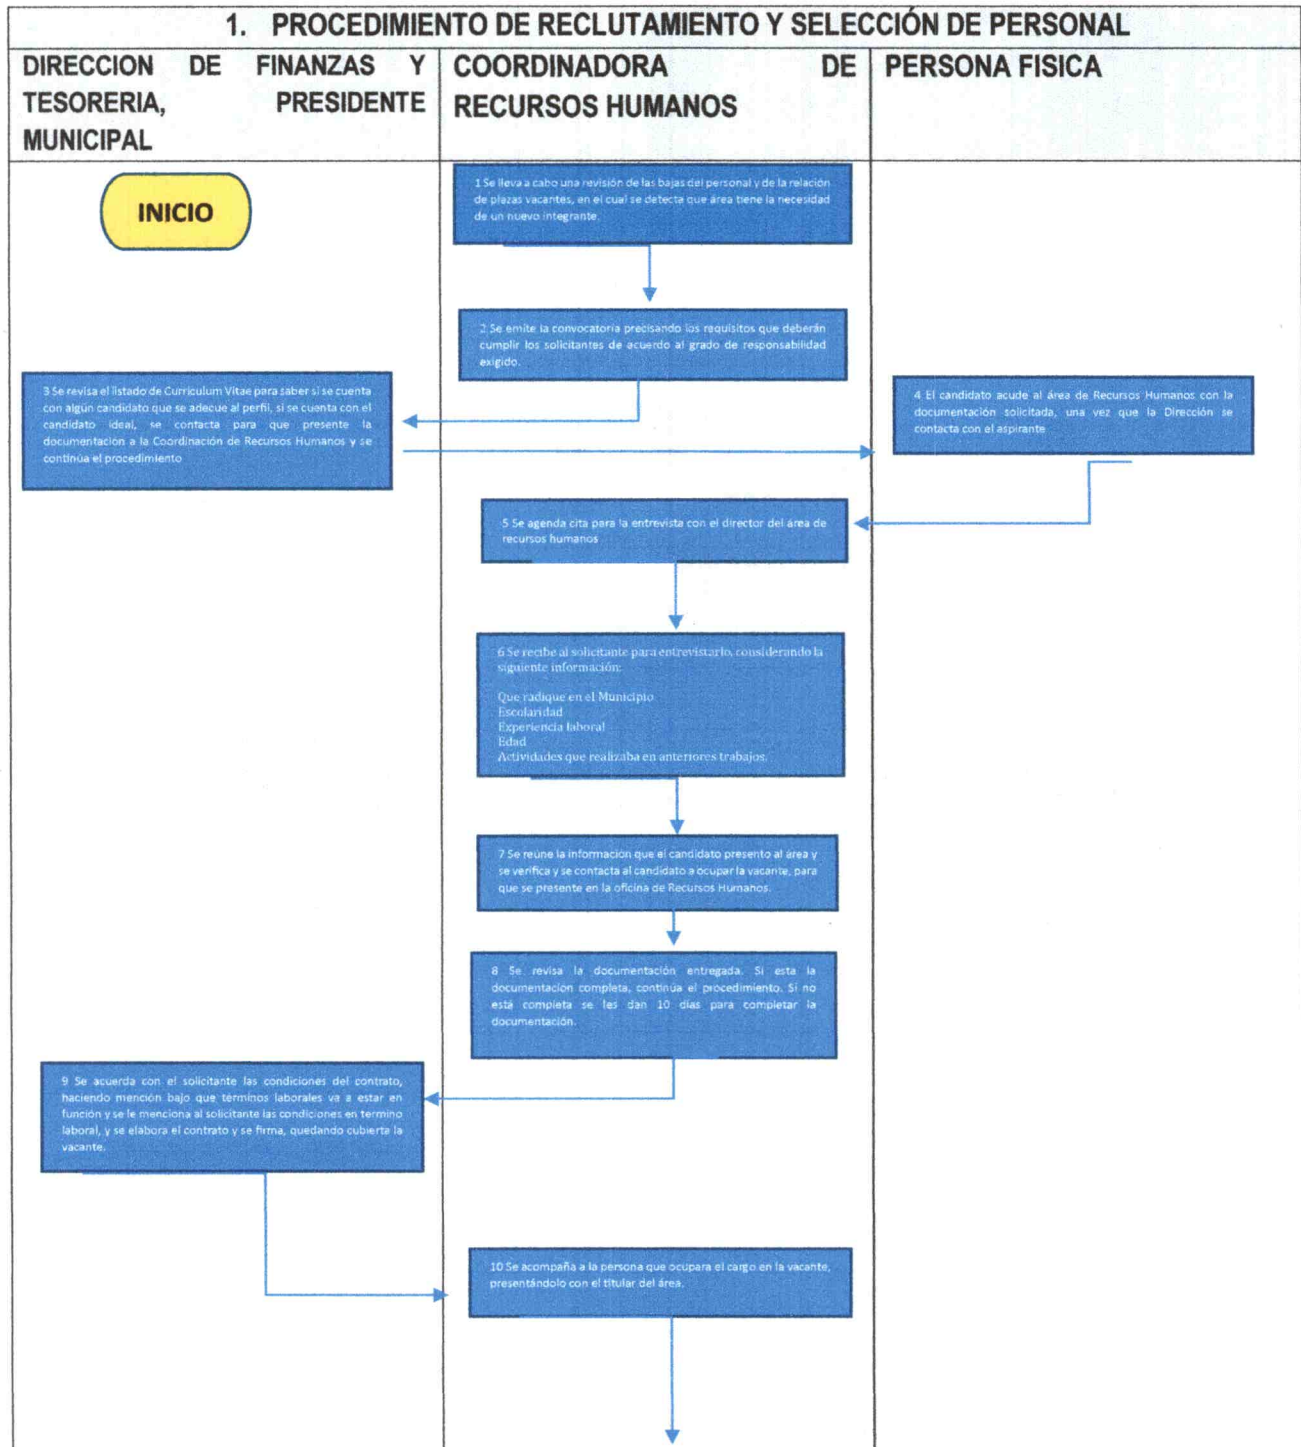 1. PROCEDIMIENTO DE RECLUTAMIENTO Y SELECCIÓN DE PERSONAL
DIRECCION DE FINANZAS Y
TESORERIA, PRESIDENTE
MUNICIPAL
COORDINADORA DE
RECURSOS HUMANOS
PERSONA FISICA
INICIO
1 Se lleva a cabo una revisión de las bajas del personal y de la relación
de plazas vacantes, en el cual se detecta que área tiene la necesidad
de un nuevo integrante.
2 Se emite la convocatoria precisando los requisitos que deberán
cumplir los solicitantes de acuerdo al grado de responsabilidad
exigido.
3 Se revisa el listado de Curriculum Vitae para saber si se cuenta
con algún candidato que se adecue al perfil, si se cuenta con el
candidato ideal, se contacta para que presente la
documentación a la Coordinación de Recursos Humanos y se
continúa el procedimiento
4 El candidato acude al área de Recursos Humanos con la
documentación solicitada, una vez que la Dirección se
contacta con el aspirante
5 Se agenda cita para la entrevista con el director del área de
recursos humanos
6 Se recibe al solicitante para entrevistarlo, considerando la
siguiente información:
Que radique en el Municipio
Escolaridad
Experiencia laboral
Edad
Actividades que realizaba en anteriores trabajos.
7 Se reúne la información que el candidato presento al área y
se verifica y se contacta al candidato a ocupar la vacante, para
que se presente en la oficina de Recursos Humanos.
8 Se revisa la documentación entregada. Si esta la
documentación completa, continúa el procedimiento. Si no
está completa se les dan 10 días para completar la
documentación.
9 Se acuerda con el solicitante las condiciones del contrato,
haciendo mención bajo que términos laborales va a estar en
función y se le menciona al solicitante las condiciones en termino
laboral, y se elabora el contrato y se firma, quedando cubierta la
vacante.
10 Se acompaña a la persona que ocupara el cargo en la vacante,
presentándolo con el titular del área.